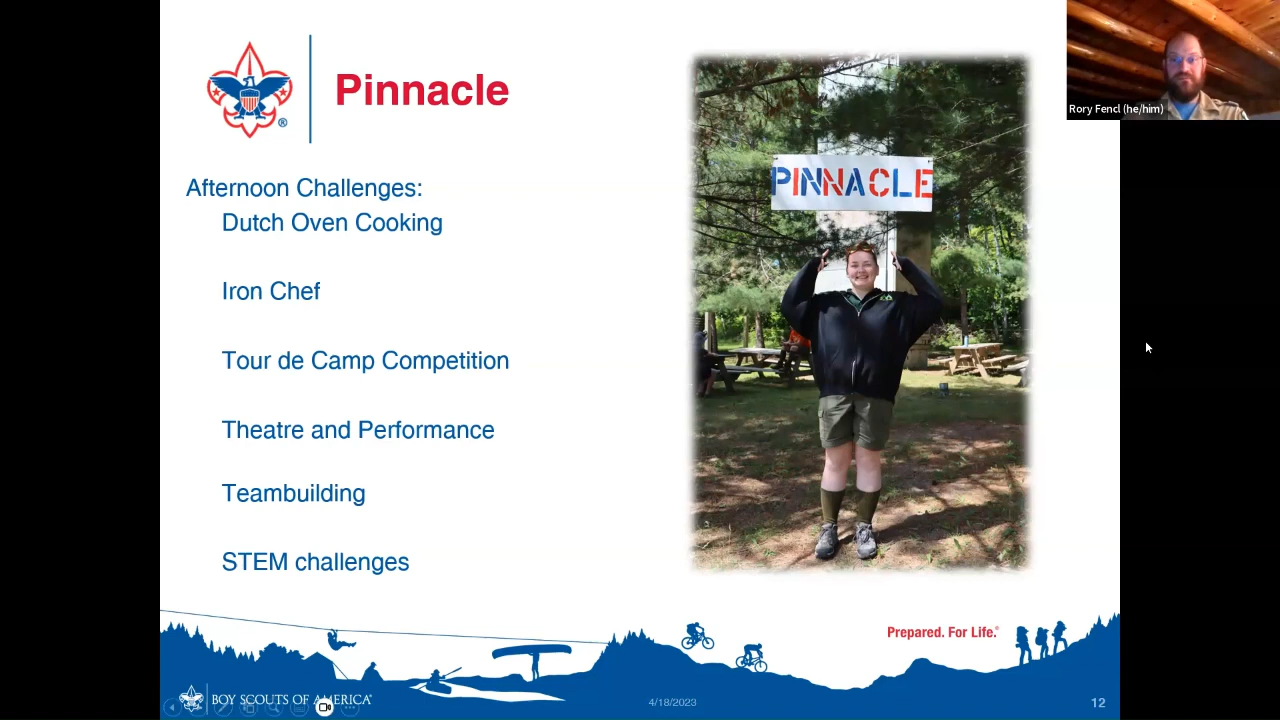 Pinnacle
Rory Fencl (he/him)
PINNACLE
Afternoon Challenges:
Dutch Oven Cooking
Iron Chef
Tour de Camp Competition
Theatre and Performance
Teambuilding
STEM challenges
Prepared. For Life.®
BOY SCOUTS OF AMERICA®
4/18/2023
12